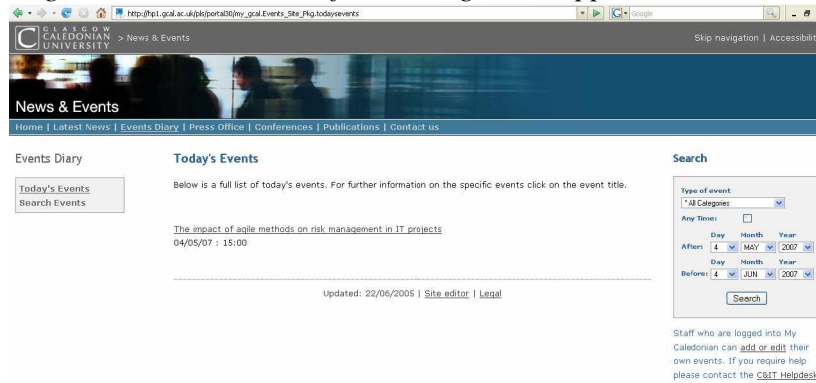 http://hp1.gcal.ac.uk/pls/portal30/my_gcal.Events_Site_Pkg.todaysevents
Google
GLASGOW
CALEDONIAN
UNIVERSITY
> News & Events
Skip navigation | Accessibilit
News & Events
Home | Latest News | Events Diary | Press Office | Conferences | Publications | Contact us
Events Diary
Today's Events
Search Events
Today's Events
Below is a full list of today's events. For further information on the specific events click on the event title.
The impact of agile methods on risk management in IT projects
04/05/07 : 15:00
Updated: 22/06/2005 | Site editor | Legal
Search
Type of event
* All Categories
Any Time:
Day Month Year
After: 4 MAY 2007
Day Month Year
Before: 4 JUN 2007
Search
Staff who are logged into My
Caledonian can add or edit their
own events. If you require help
please contact the C&IT Helpdesk